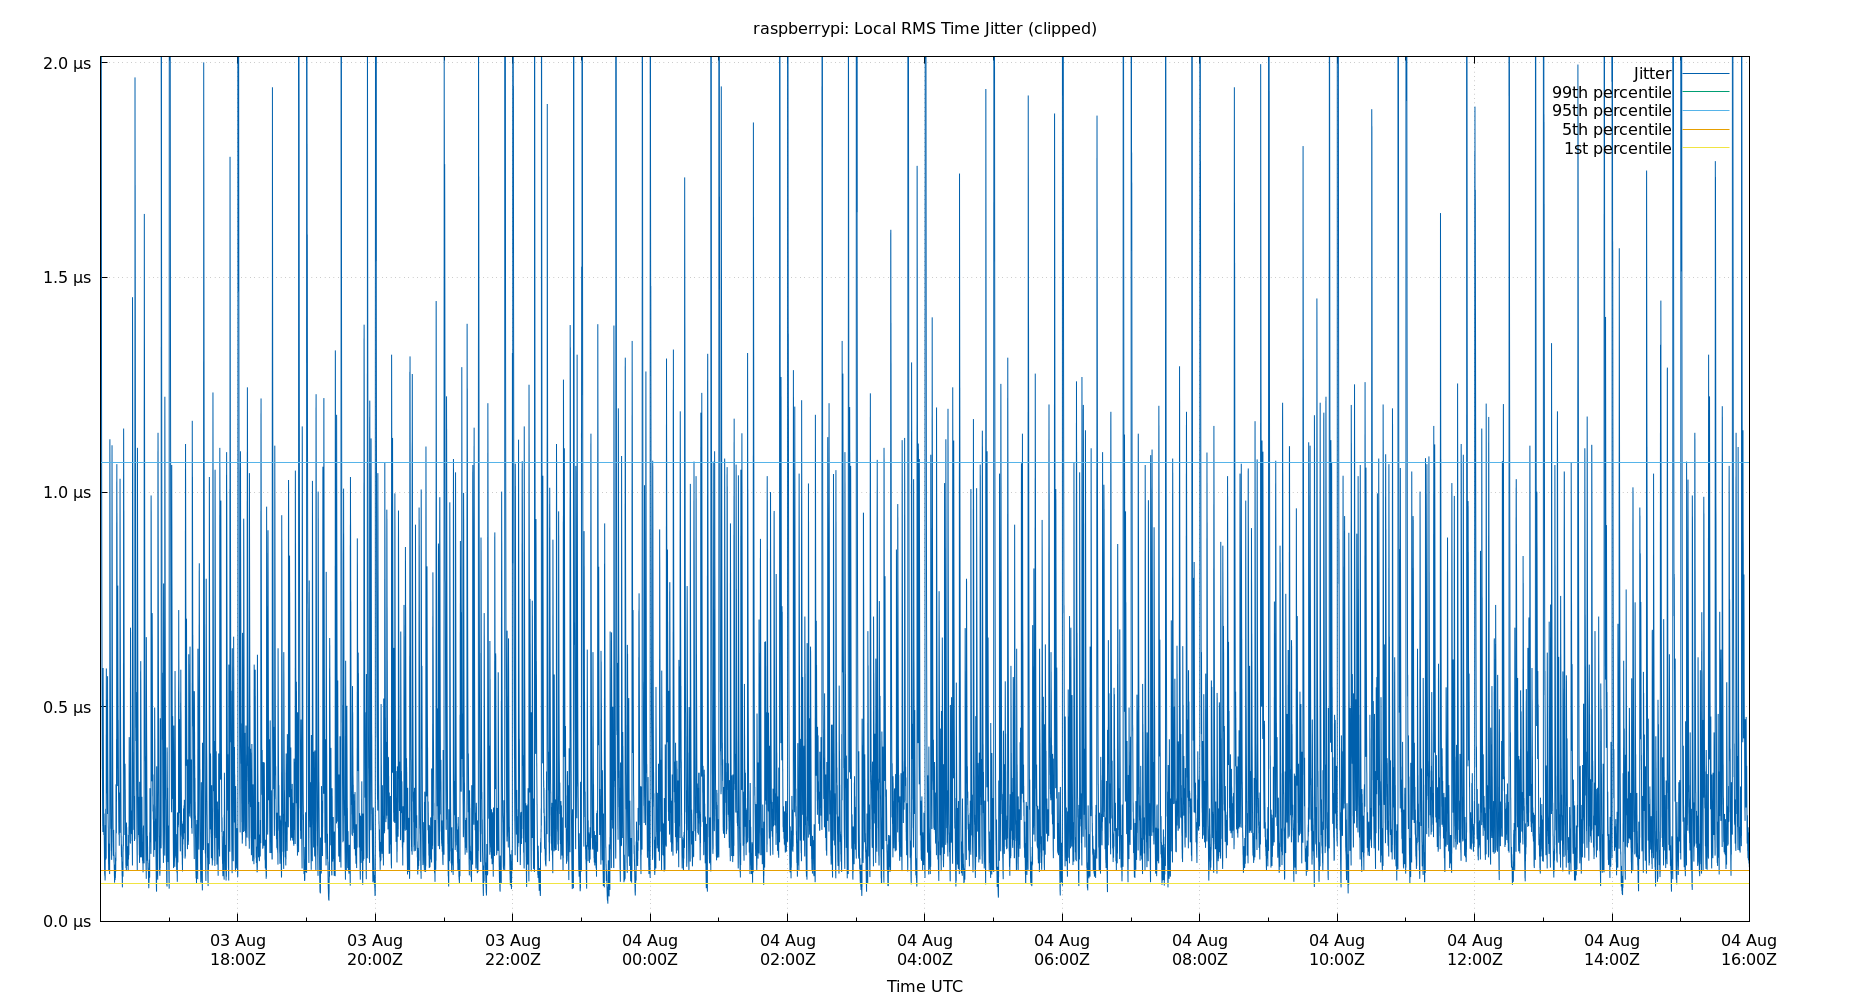 raspberrypi: Local RMS Time Jitter (clipped)
2.0 µs
1.5 µs
1.0 µs
0.5 µs
0.0 µs
Jitter
99th percentile
95th percentile
5th percentile
1st percentile
03 Aug 03 Aug 03 Aug 04 Aug 04 Aug 04 Aug 04 Aug 04 Aug 04 Aug 04 Aug 04 Aug 04 Aug
18:00Z 20:00Z 22:00Z 00:00Z 02:00Z 04:00Z 06:00Z 08:00Z 10:00Z 12:00Z 14:00Z 16:00Z
Time UTC